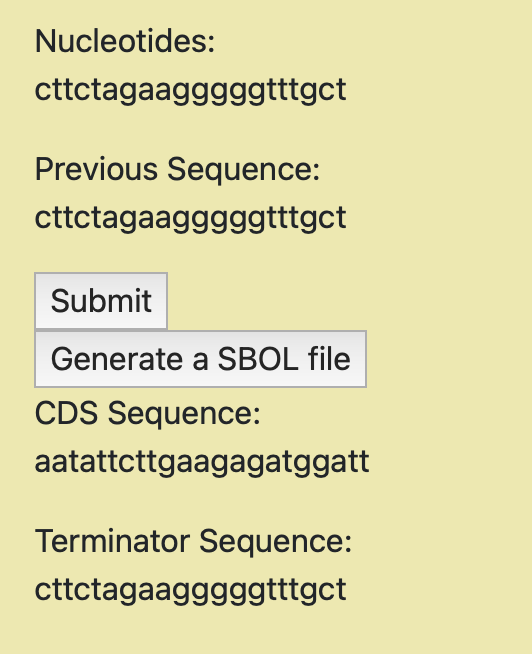 Nucleotides:
cttctagaagggggtttgct
Previous Sequence:
cttctagaagggggtttgct
Submit
Generate a SBOL file
CDS Sequence:
aatattcttgaagagatggatt
Terminator Sequence:
cttctagaagggggtttgct